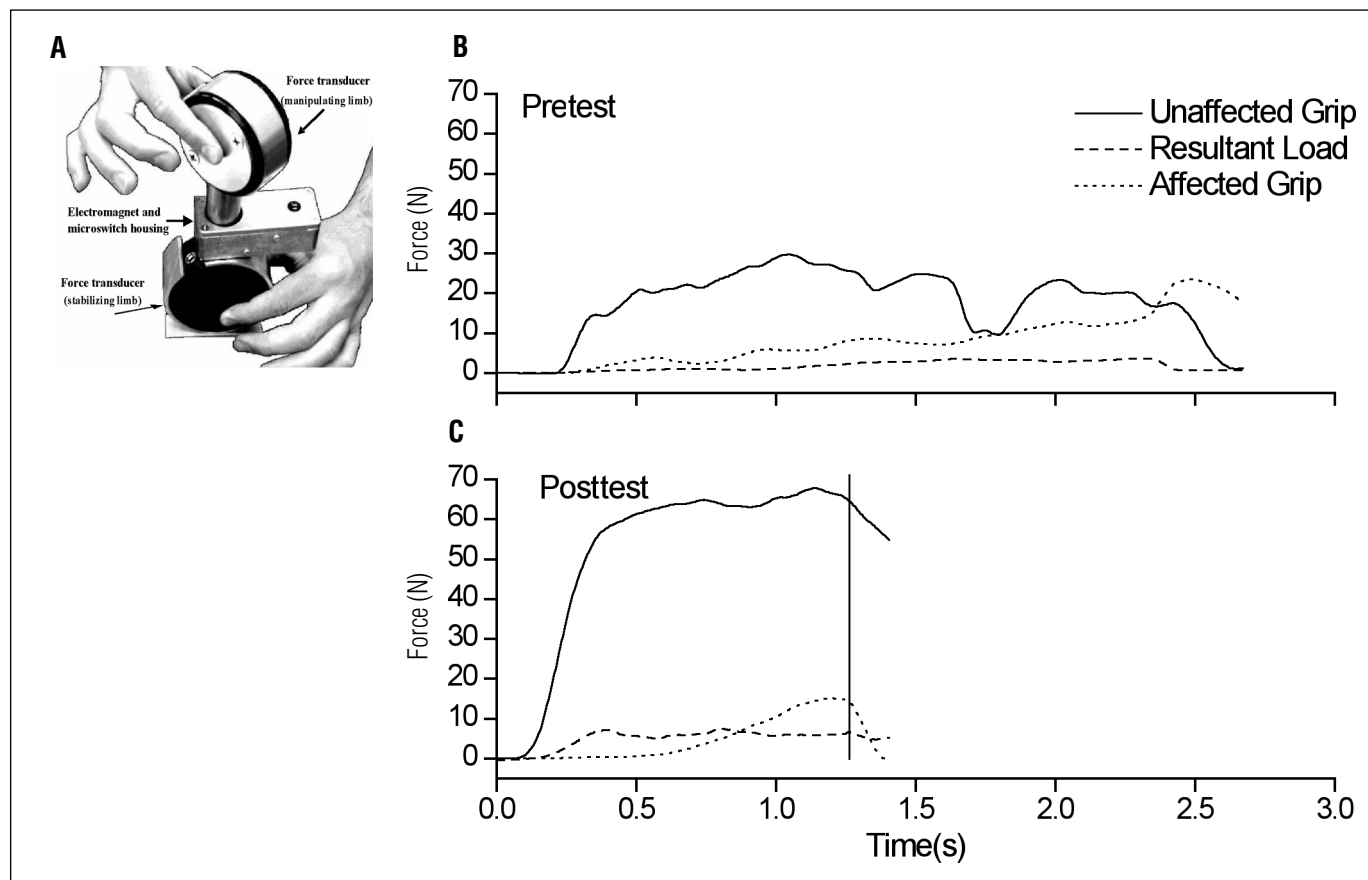 A
Force transducer
(manipulating limb)
Electromagnet and
microswitch housing
Force transducer
(stabilizing limb)
B
Pretest
Unaffected Grip
Resultant Load
Affected Grip
Force (N)
70
60
50
40
30
20
10
0
C
Posttest
Force (N)
70
60
50
40
30
20
10
0
0.0 0.5 1.0 1.5 2.0 2.5 3.0
Time(s)